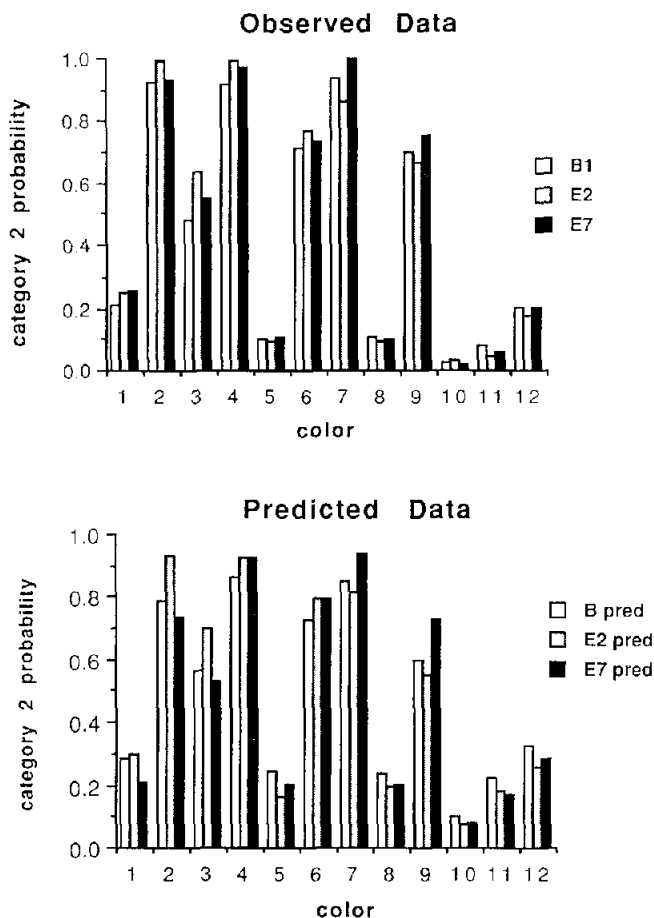 Observed Data
category 2 probability
1.0
0.8
0.6
0.4
0.2
0.0
1 2 3 4 5 6 7 8 9 10 11 12
color
B1
E2
E7
Predicted Data
category 2 probability
1.0
0.8
0.6
0.4
0.2
0.0
1 2 3 4 5 6 7 8 9 10 11 12
color
B pred
E2 pred
E7 pred